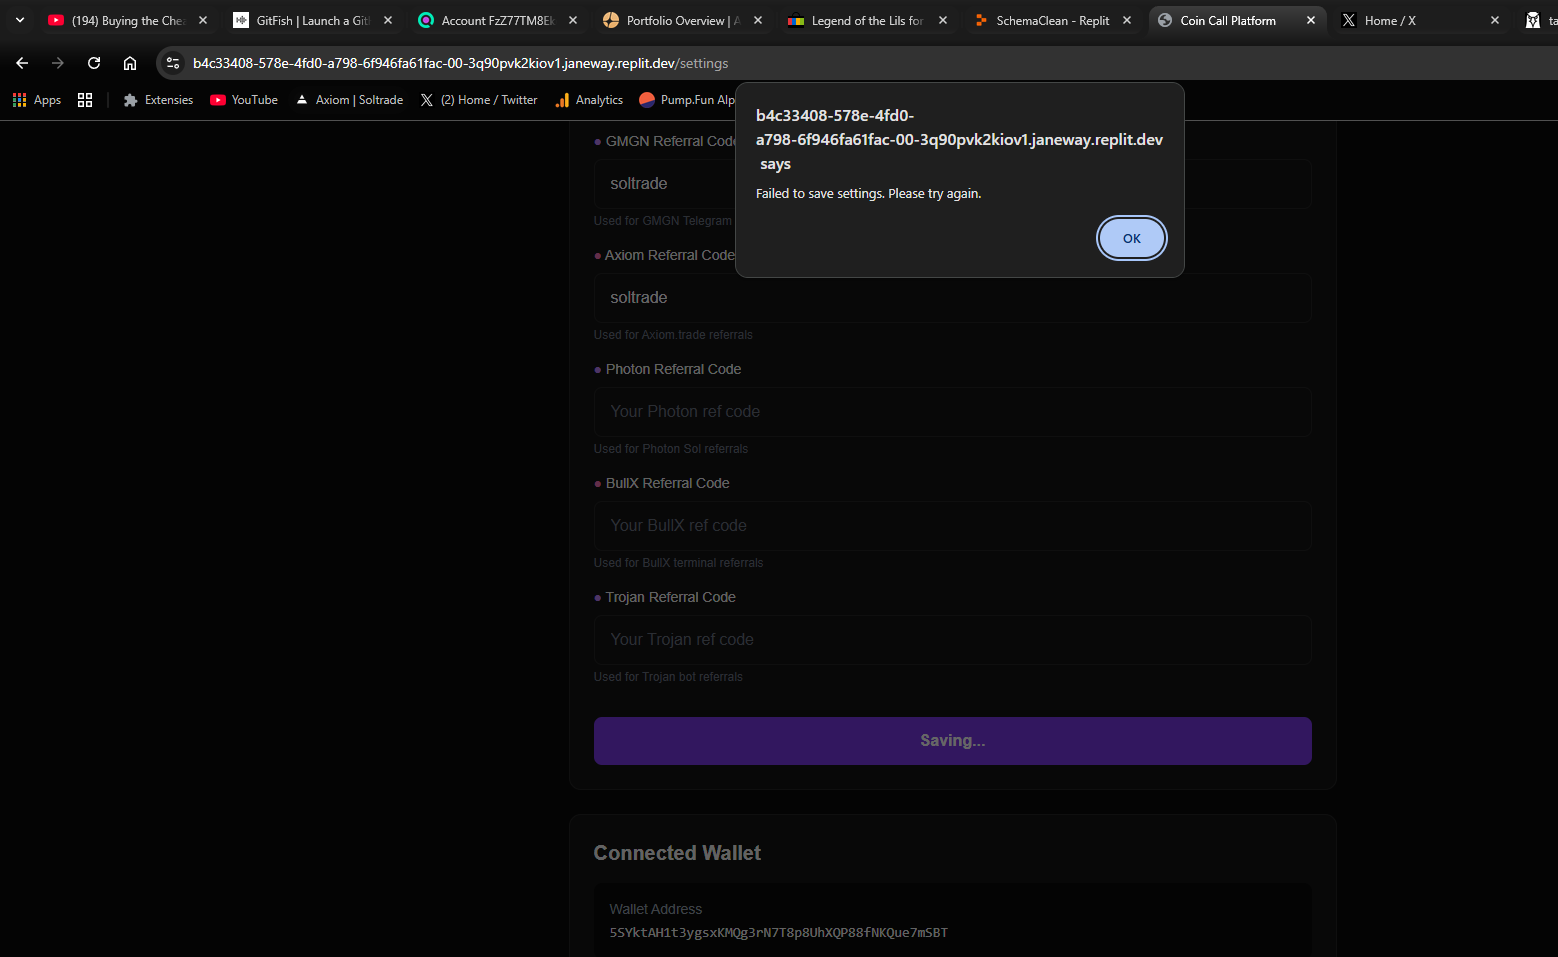 (194) Buying the Chea
GitFish | Launch a Gitl
Account FzZ77TM8Ek
Portfolio Overview | A
Legend of the Lils for
SchemaClean - Replit
Coin Call Platform
Home / X
ta
b4c33408-578e-4fd0-a798-6f946fa61fac-00-3q90pvk2kiov1.janeway.replit.dev/settings
Apps
Extensies
YouTube
Axiom | Soltrade
(2) Home / Twitter
Analytics
Pump.Fun Alp
b4c33408-578e-4fd0-
a798-6f946fa61fac-00-3q90pvk2kiov1.janeway.replit.dev
says
Failed to save settings. Please try again.
OK
GMGN Referral Code
soltrade
Used for GMGN Telegram
Axiom Referral Code
soltrade
Used for Axiom.trade referrals
Photon Referral Code
Your Photon ref code
Used for Photon Sol referrals
BullX Referral Code
Your BullX ref code
Used for BullX terminal referrals
Trojan Referral Code
Your Trojan ref code
Used for Trojan bot referrals
Saving...
Connected Wallet
Wallet Address
5SYktAH1t3ygsxKMQg3rN7T8p8UhXQP88fNKQue7mSBT